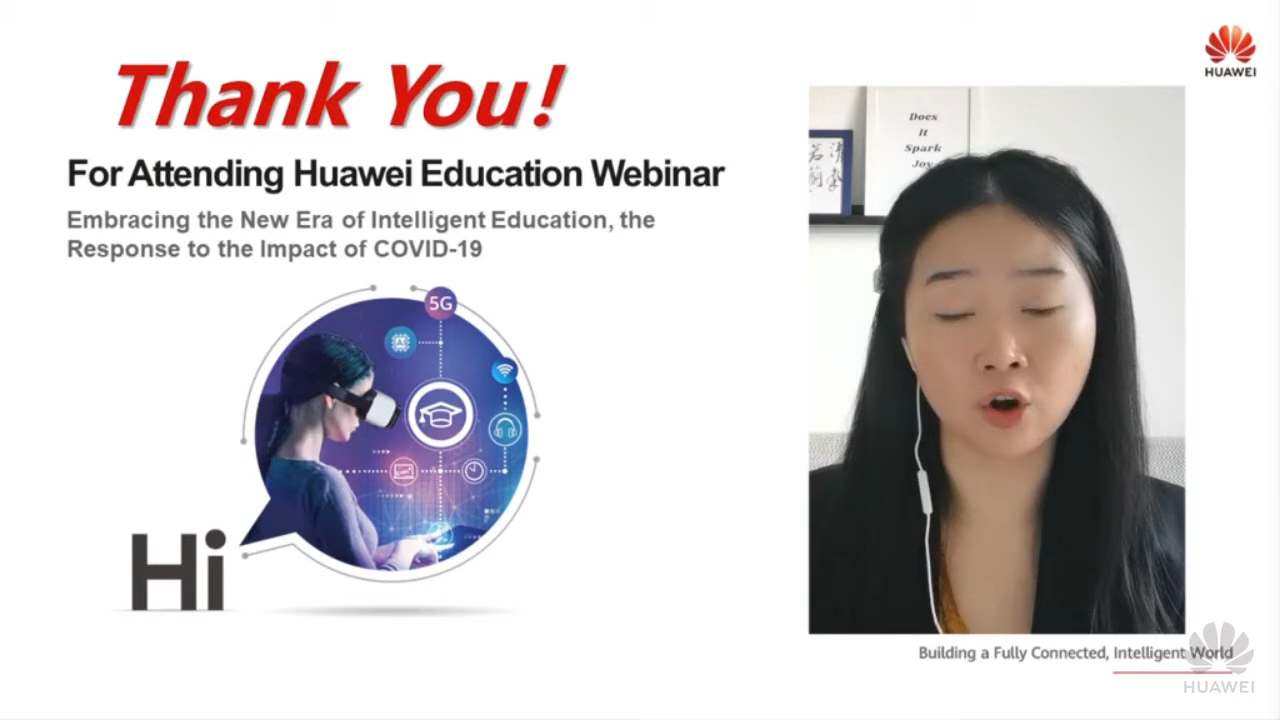 Thank You!
For Attending Huawei Education Webinar
Embracing the New Era of Intelligent Education, the
Response to the Impact of COVID-19
5G
AI
Hi
HUAWEI
Does
It
Spark
Joy
Building a Fully Connected, Intelligent World
HUAWEI